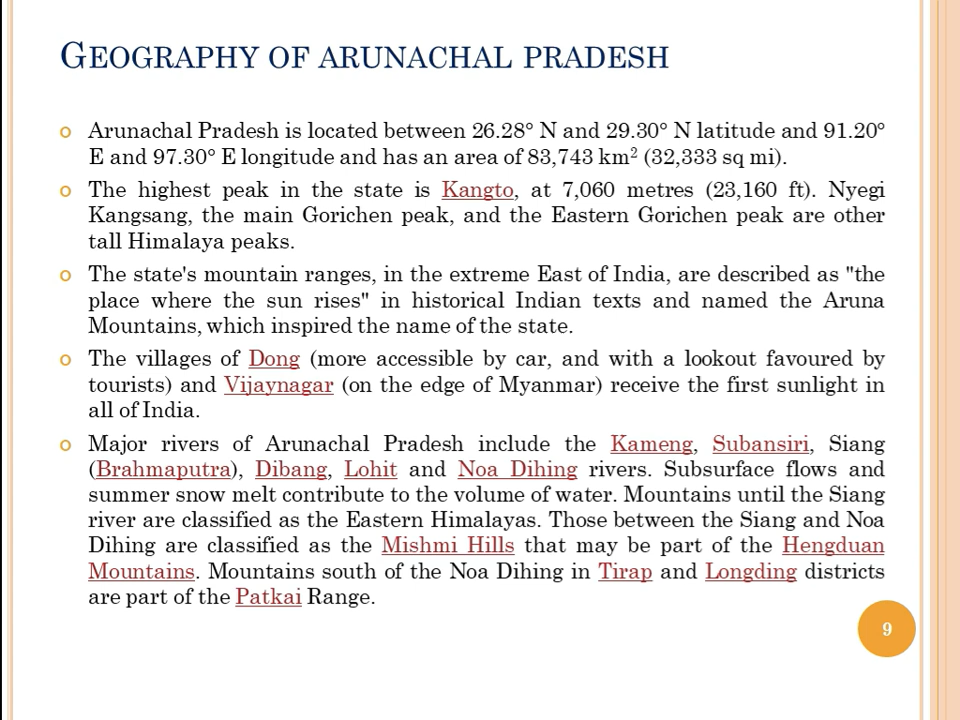 GEOGRAPHY OF ARUNACHAL PRADESH
o Arunachal Pradesh is located between 26.28° N and 29.30° N latitude and 91.20°
E and 97.30° E longitude and has an area of 83,743 km² (32,333 sq mi).
o The highest peak in the state is Kangto, at 7,060 metres (23,160 ft). Nyegi
Kangsang, the main Gorichen peak, and the Eastern Gorichen peak are other
tall Himalaya peaks.
o The state's mountain ranges, in the extreme East of India, are described as "the
place where the sun rises" in historical Indian texts and named the Aruna
Mountains, which inspired the name of the state.
o The villages of Dong (more accessible by car, and with a lookout favoured by
tourists) and Vijaynagar (on the edge of Myanmar) receive the first sunlight in
all of India.
o Major rivers of Arunachal Pradesh include the Kameng, Subansiri, Siang
(Brahmaputra), Dibang, Lohit and Noa Dihing rivers. Subsurface flows and
summer snow melt contribute to the volume of water. Mountains until the Siang
river are classified as the Eastern Himalayas. Those between the Siang and Noa
Dihing are classified as the Mishmi Hills that may be part of the Hengduan
Mountains. Mountains south of the Noa Dihing in Tirap and Longding districts
are part of the Patkai Range.
9